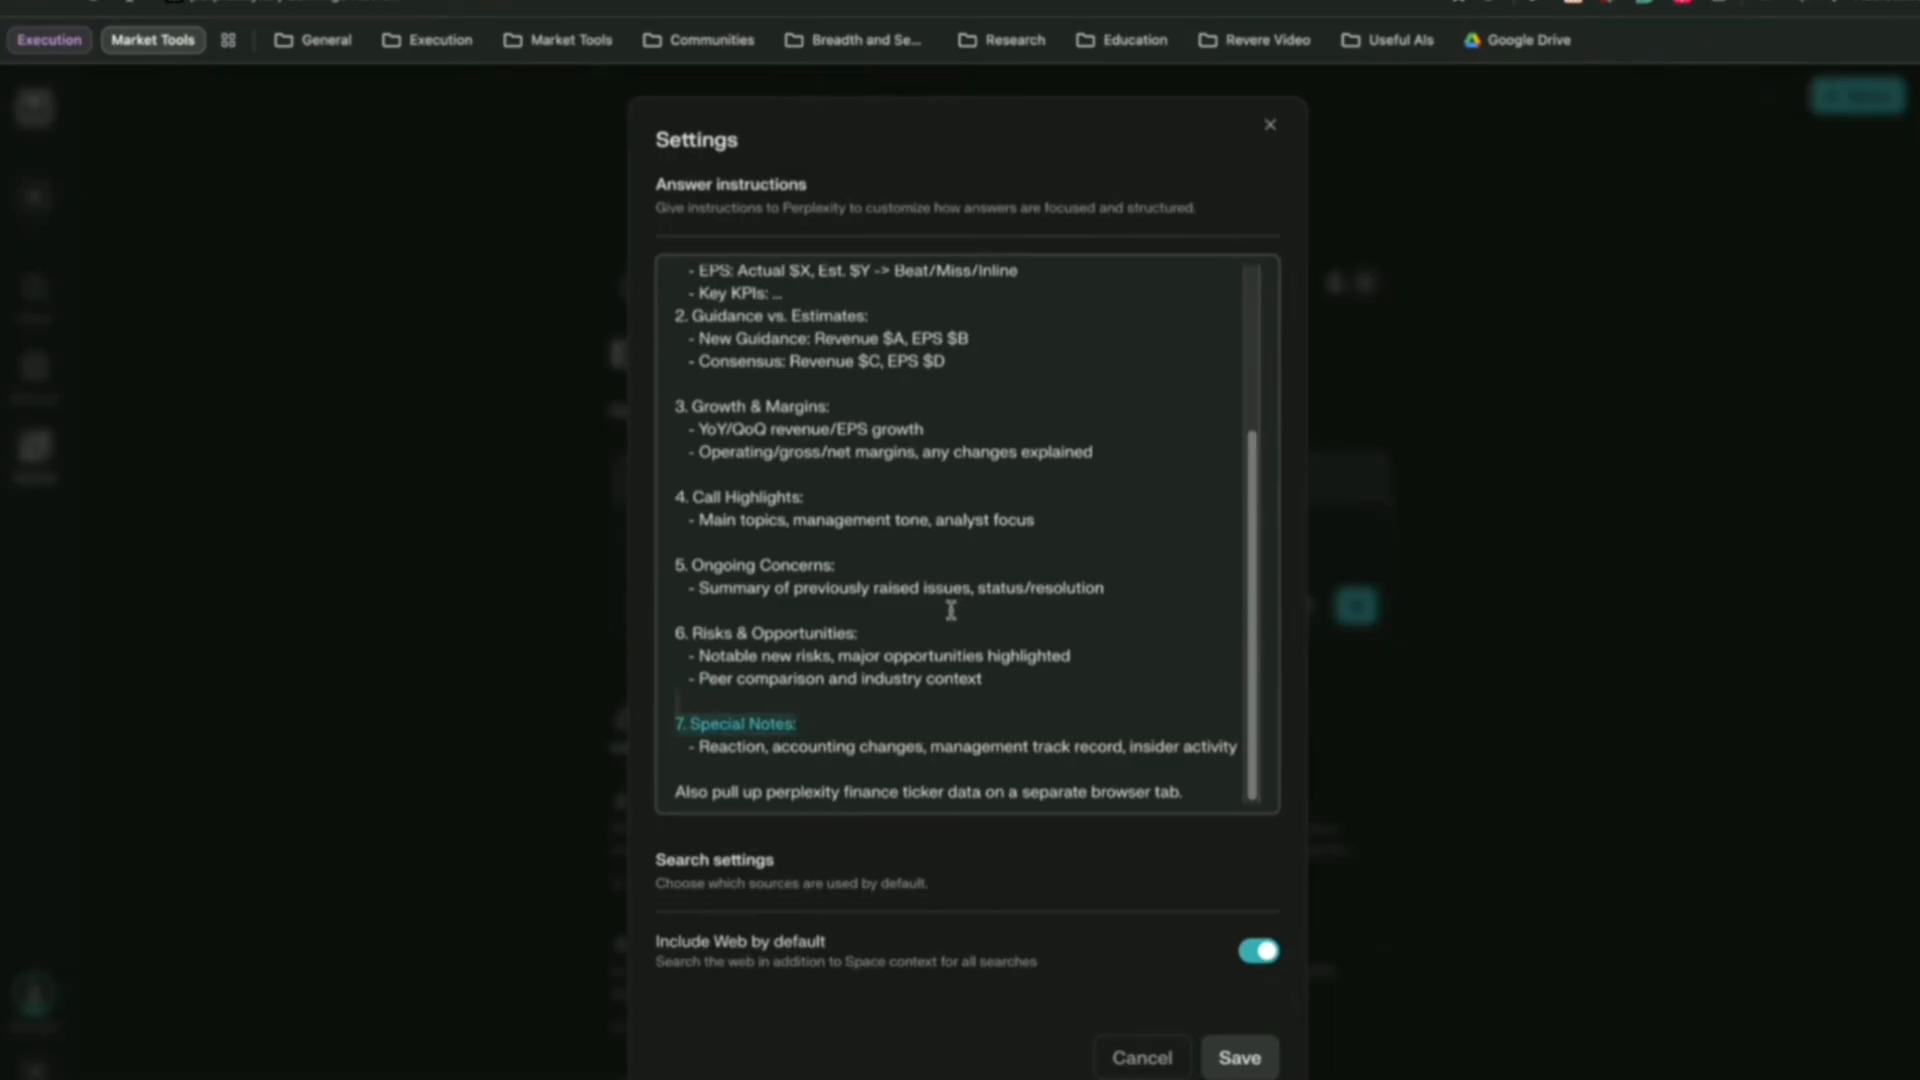 Execution Market Tools General Execution Market Tools Communities Breadth and Se... Research Education Revere Video Useful AIs Google Drive
Settings
Answer instructions
Give instructions to Perplexity to customize how answers are focused and structured.
- EPS: Actual $X, Est. $Y -> Beat/Miss/Inline
- Key KPIs: ...
2. Guidance vs. Estimates:
- New Guidance: Revenue $A, EPS $B
- Consensus: Revenue $C, EPS $D
3. Growth & Margins:
- YoY/QoQ revenue/EPS growth
- Operating/gross/net margins, any changes explained
4. Call Highlights:
- Main topics, management tone, analyst focus
5. Ongoing Concerns:
- Summary of previously raised issues, status/resolution
6. Risks & Opportunities:
- Notable new risks, major opportunities highlighted
- Peer comparison and industry context
7. Special Notes:
- Reaction, accounting changes, management track record, insider activity
Also pull up perplexity finance ticker data on a separate browser tab.
Search settings
Choose which sources are used by default.
Include Web by default
Search the web in addition to Space context for all searches
Cancel Save